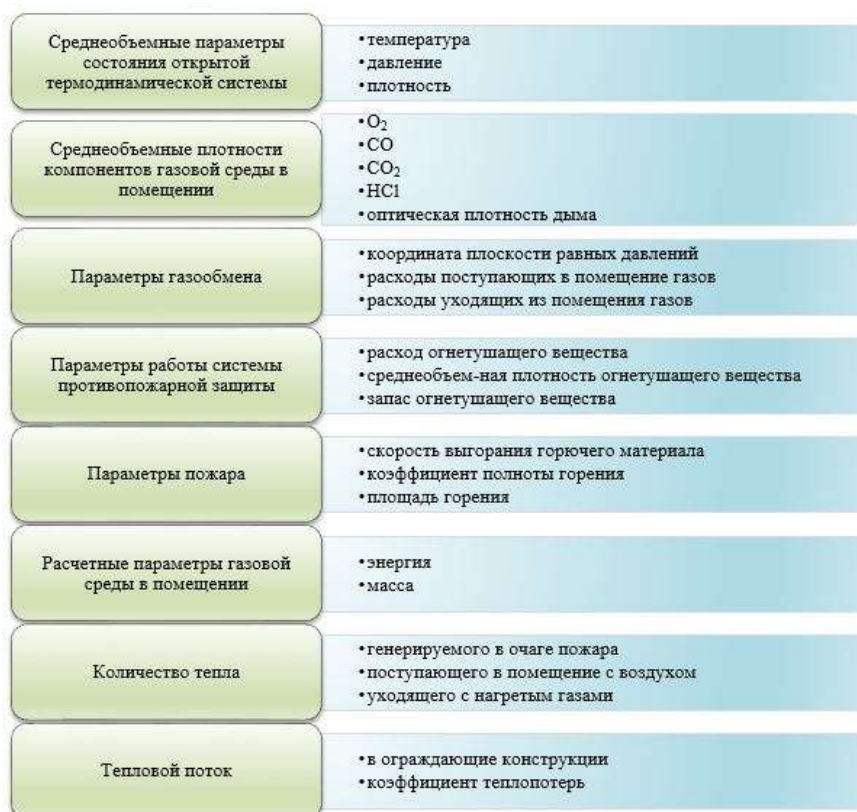 Среднеобъемные параметры
состояния открытой
термодинамической системы
•температура
•давление
•плотность
Среднеобъемные плотности
компонентов газовой среды в
помещении
•O₂
•CO
•CO₂
•HCl
•оптическая плотность дыма
Параметры газообмена
•координата плоскости равных давлений
•расходы поступающих в помещение газов
•расходы уходящих из помещения газов
Параметры работы системы
противопожарной защиты
•расход огнетушащего вещества
•среднеобъем-ная плотность огнетушащего вещества
•запас огнетушащего вещества
Параметры пожара
•скорость выгорания горючего материала
•коэффициент полноты горения
•площадь горения
Расчетные параметры газовой
среды в помещении
•энергия
•масса
Количество тепла
•генерируемого в очаге пожара
•поступающего в помещение с воздухом
•уходящего с нагретым газами
Тепловой поток
•в ограждающие конструкции
•коэффициент теплопотерь